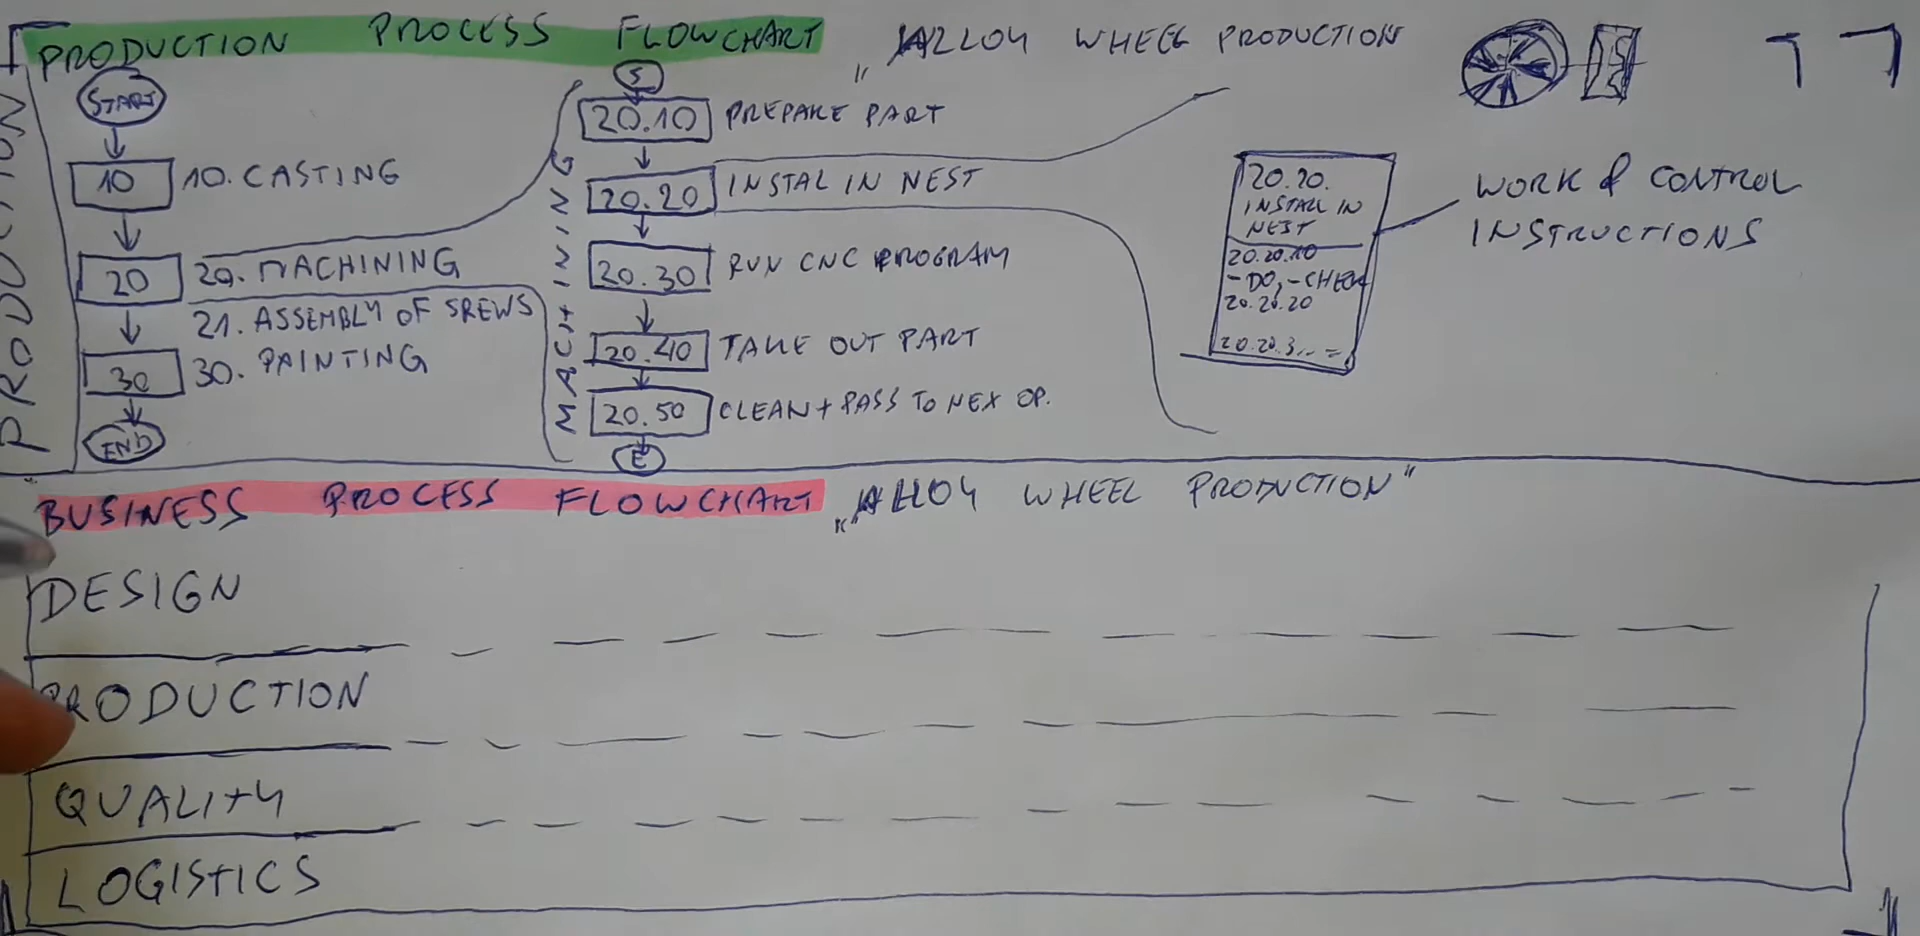 PRODUCTION PROCESS FLOWCHART „ALLOY WHEEL PRODUCTION
PRODUCTION
START
10 10. CASTING
20 20. MACHINING
21. ASSEMBLY OF SREWS
30 30. PAINTING
END
MACHINING
S
20.10 PREPARE PART
20.20 INSTAL IN NEST
20.30 RUN CNC PROGRAM
20.40 TAKE OUT PART
20.50 CLEAN + PASS TO NEX OP.
E
20.20.
INSTALL IN
NEST
20.20.10
- DO, - CHECK
20.20.20
20.20.3...
WORK & CONTROL
INSTRUCTIONS
BUSINESS PROCESS FLOWCHART „ALLOY WHEEL PRODUCTION"
DESIGN
PRODUCTION
QUALITY
LOGISTICS